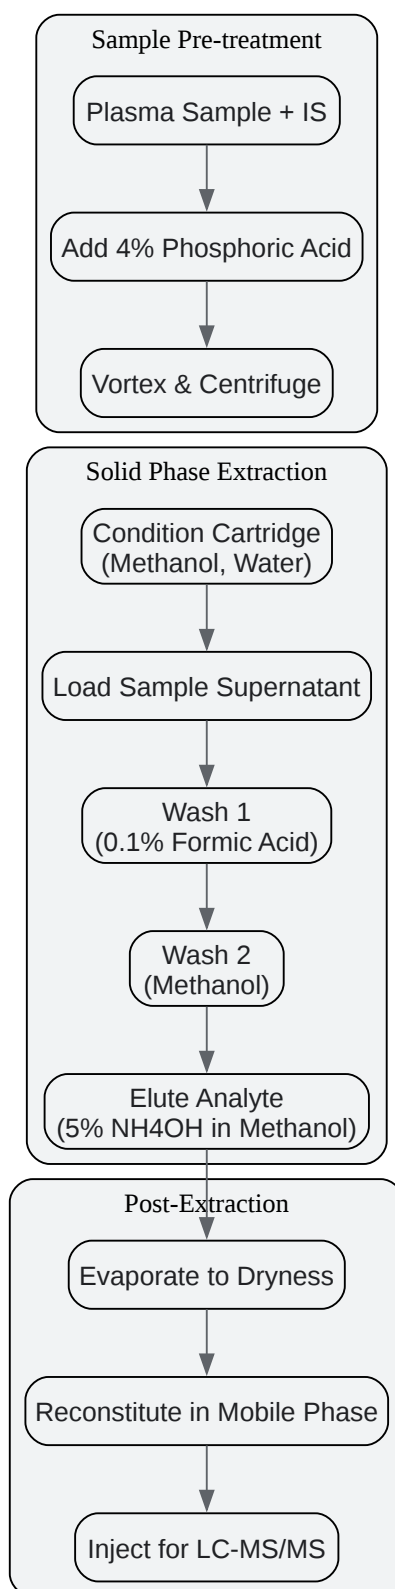 Sample Pre-treatment
Plasma Sample + IS
Add 4% Phosphoric Acid
Vortex & Centrifuge
Solid Phase Extraction
Condition Cartridge
(Methanol, Water)
Load Sample Supernatant
Wash 1
(0.1% Formic Acid)
Wash 2
(Methanol)
Elute Analyte
(5% NH4OH in Methanol)
Post-Extraction
Evaporate to Dryness
Reconstitute in Mobile Phase
Inject for LC-MS/MS